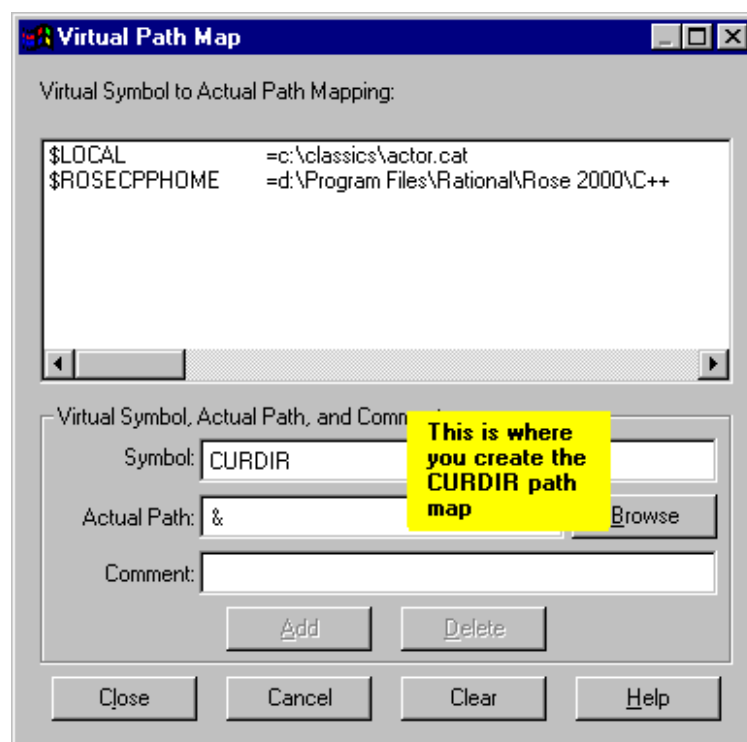 Virtual Path Map
Virtual Symbol to Actual Path Mapping:
$LOCAL =c:\classics\actor.cat
$ROSECPPHOME =d:\Program Files\Rational\Rose 2000\C++
Virtual Symbol, Actual Path, and
This is where
you create the
CURDIR path
map
Symbol: CURDIR
Actual Path: &
Browse
Comment:
Add Delete
Close Cancel Clear Help